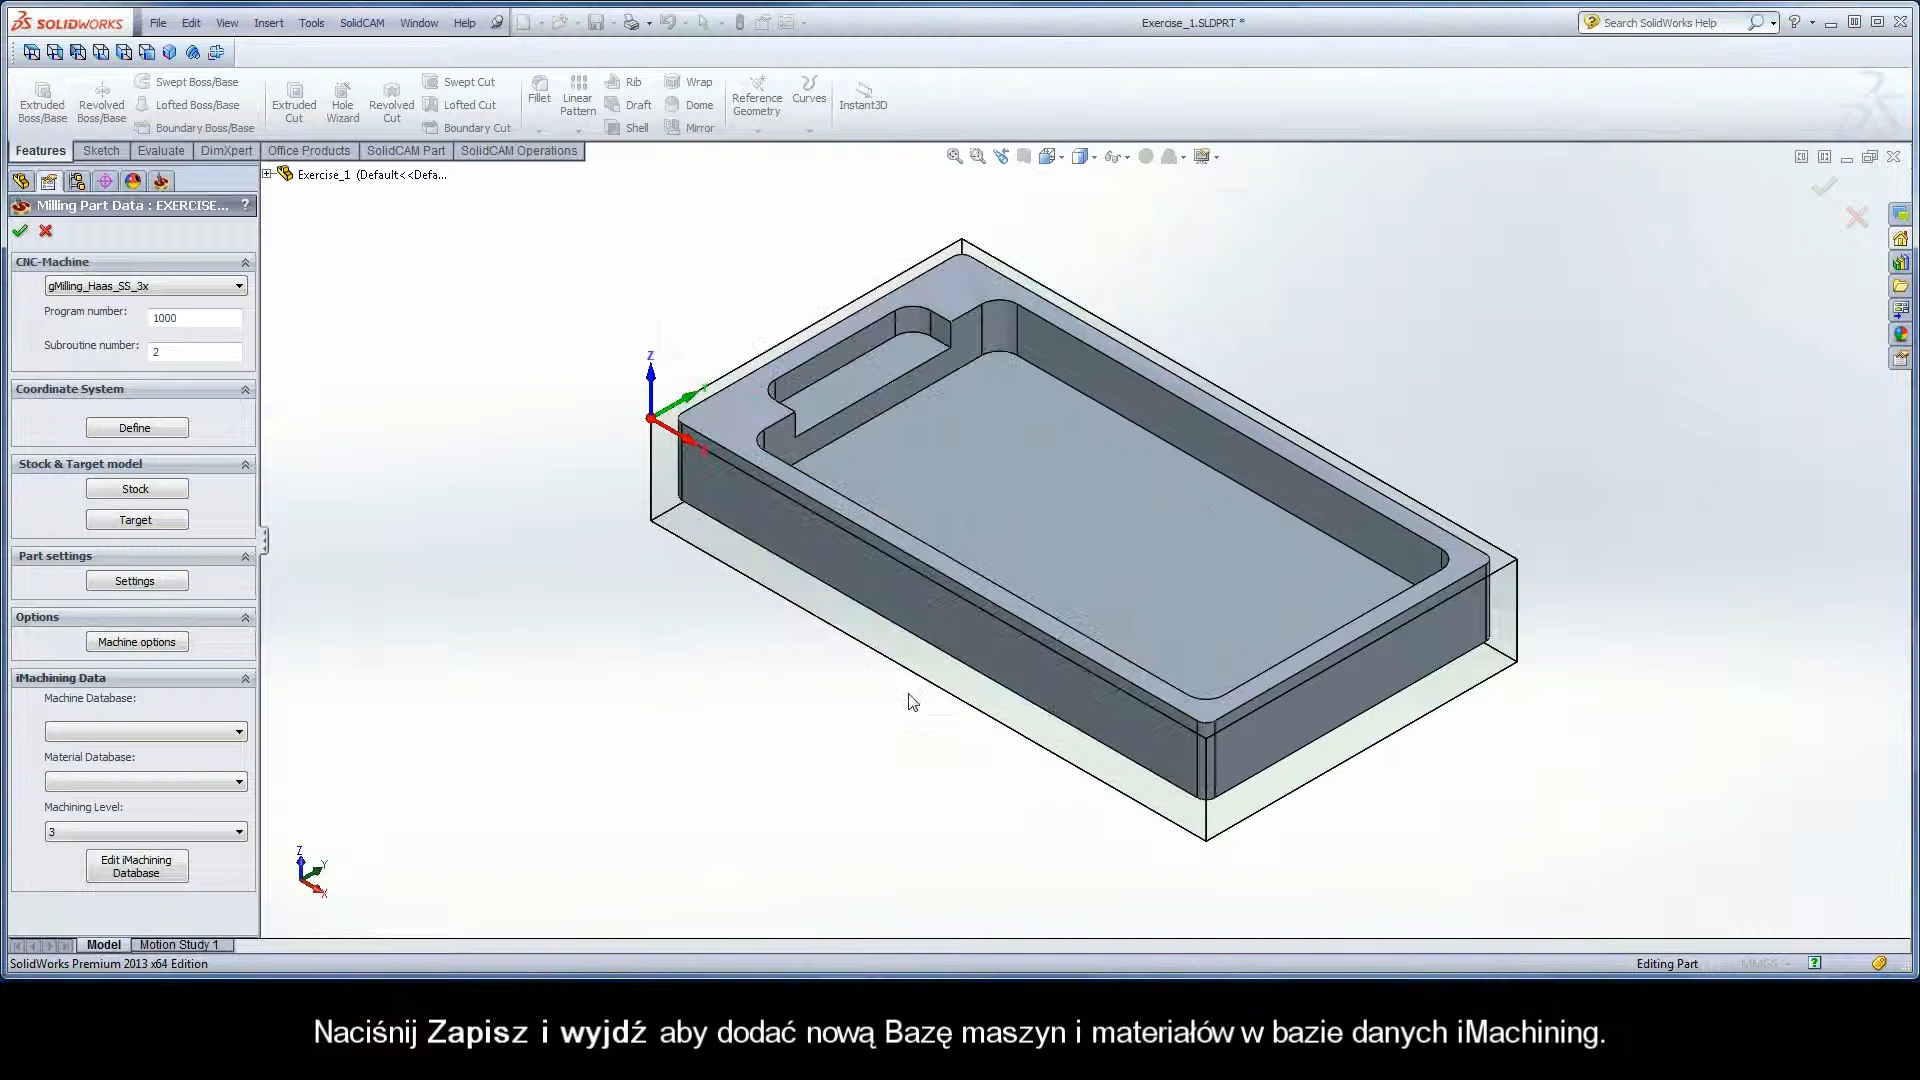 SOLIDWORKS File Edit View Insert Tools SolidCAM Window Help Exercise_1.SLDPRT * Search SolidWorks Help
Extruded Boss/Base
Revolved Boss/Base
Swept Boss/Base
Lofted Boss/Base
Boundary Boss/Base
Extruded Cut
Hole Wizard
Revolved Cut
Swept Cut
Lofted Cut
Boundary Cut
Fillet
Linear Pattern
Rib
Draft
Shell
Wrap
Dome
Mirror
Reference Geometry
Curves
Instant3D
Features Sketch Evaluate DimXpert Office Products SolidCAM Part SolidCAM Operations
Exercise_1 (Default<<Defa...
Milling Part Data : EXERCISE... ?
CNC-Machine
gMilling_Haas_SS_3x
Program number: 1000
Subroutine number: 2
Coordinate System
Define
Stock & Target model
Stock
Target
Part settings
Settings
Options
Machine options
iMachining Data
Machine Database:
Material Database:
Machining Level:
3
Edit iMachining
Database
Z
Z
Y
X
Model Motion Study 1
SolidWorks Premium 2013 x64 Edition Editing Part MMGS
Naciśnij Zapisz i wyjdź aby dodać nową Bazę maszyn i materiałów w bazie danych iMachining.